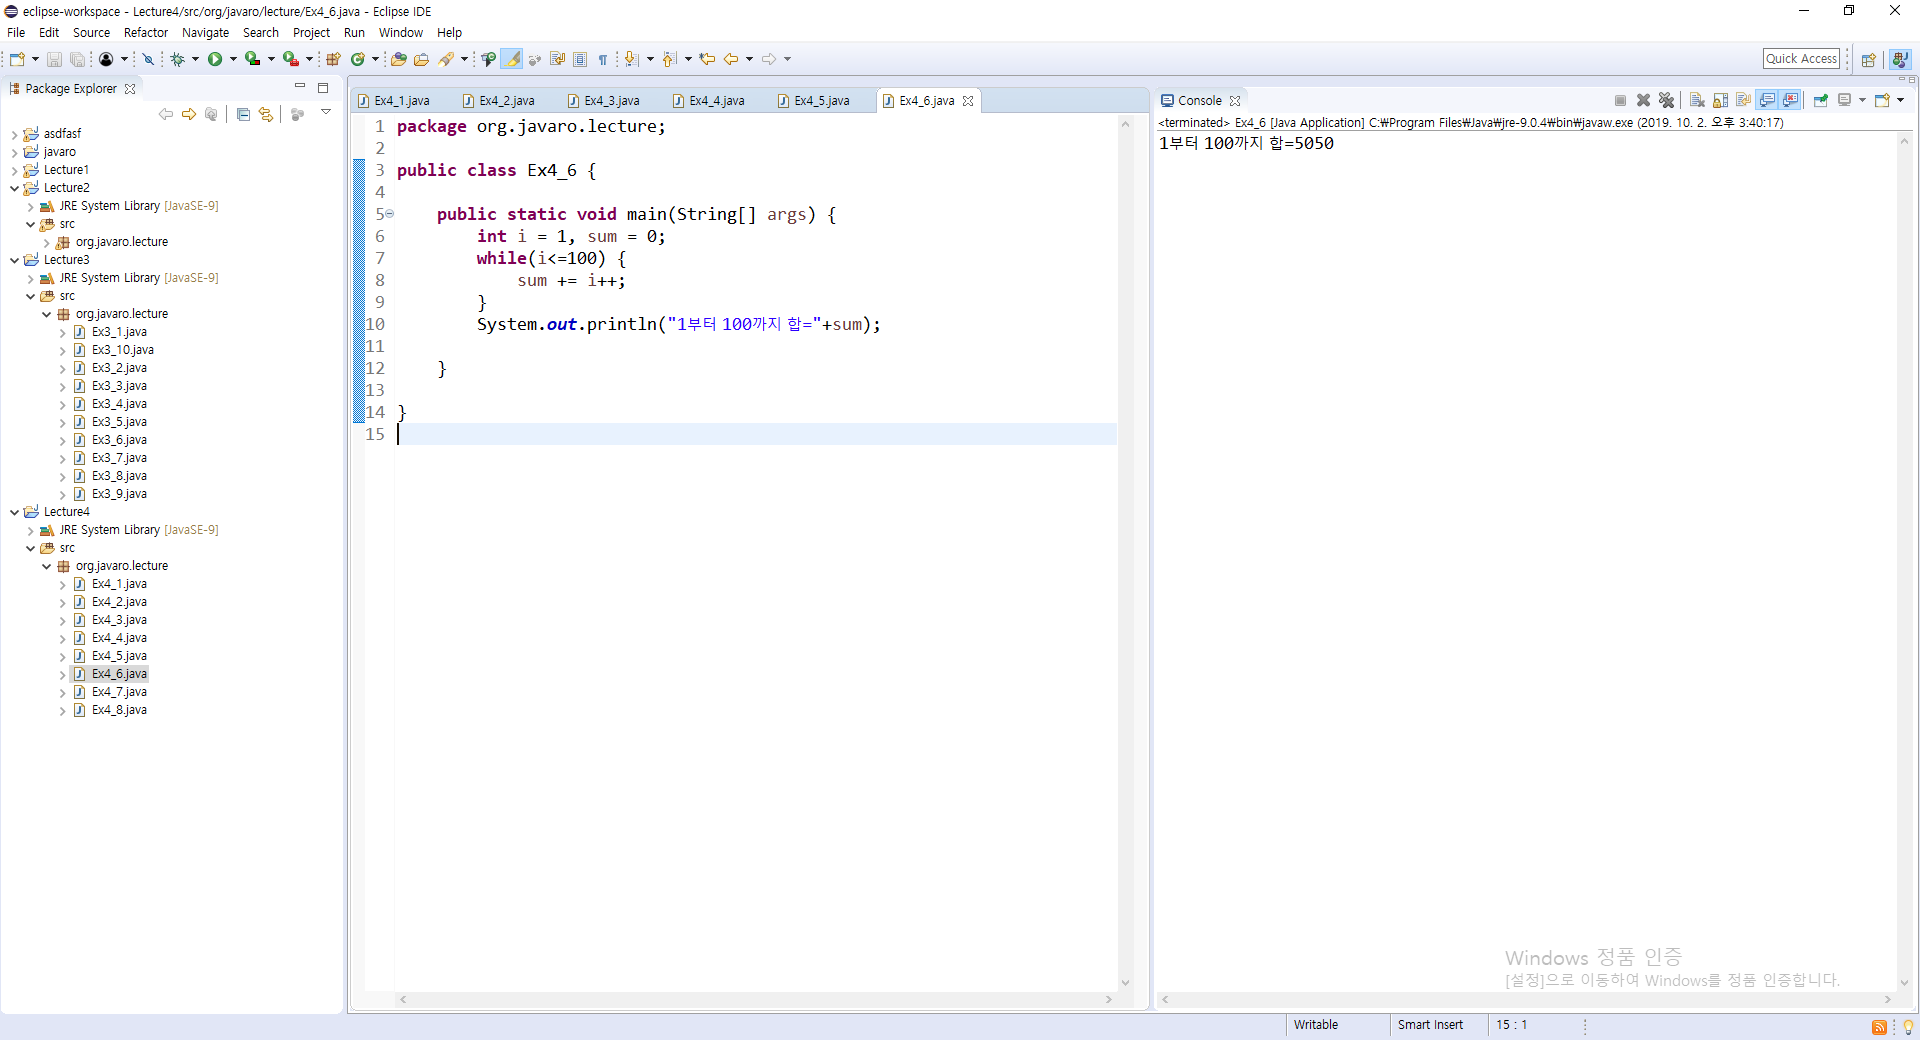 eclipse-workspace - Lecture4/src/org/javaro/lecture/Ex4_6.java - Eclipse IDE
File Edit Source Refactor Navigate Search Project Run Window Help
Quick Access
Package Explorer
asdfasf
javaro
Lecture1
Lecture2
JRE System Library [JavaSE-9]
src
org.javaro.lecture
Lecture3
JRE System Library [JavaSE-9]
src
org.javaro.lecture
Ex3_1.java
Ex3_10.java
Ex3_2.java
Ex3_3.java
Ex3_4.java
Ex3_5.java
Ex3_6.java
Ex3_7.java
Ex3_8.java
Ex3_9.java
Lecture4
JRE System Library [JavaSE-9]
src
org.javaro.lecture
Ex4_1.java
Ex4_2.java
Ex4_3.java
Ex4_4.java
Ex4_5.java
Ex4_6.java
Ex4_7.java
Ex4_8.java
Ex4_1.java Ex4_2.java Ex4_3.java Ex4_4.java Ex4_5.java Ex4_6.java
1 package org.javaro.lecture;
2
3 public class Ex4_6 {
4
5 public static void main(String[] args) {
6 int i = 1, sum = 0;
7 while(i<=100) {
8 sum += i++;
9 }
10 System.out.println("1부터 100까지 합="+sum);
11
12 }
13
14 }
15
Console
<terminated> Ex4_6 [Java Application] C:₩Program Files₩Java₩jre-9.0.4₩bin₩javaw.exe (2019. 10. 2. 오후 3:40:17)
1부터 100까지 합=5050
Windows 정품 인증
[설정]으로 이동하여 Windows를 정품 인증합니다.
Writable Smart Insert 15 : 1